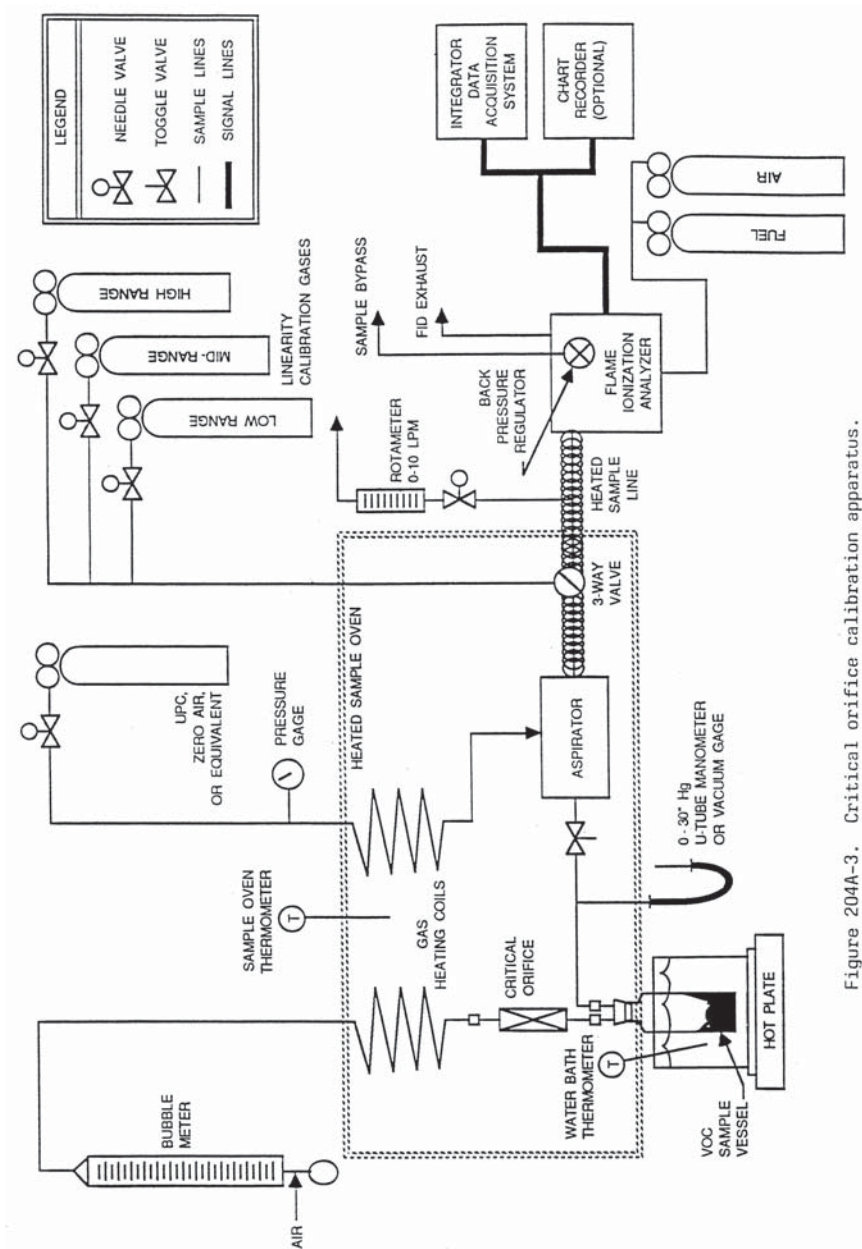 LEGEND
NEEDLE VALVE
TOGGLE VALVE
SAMPLE LINES
SIGNAL LINES
HIGH RANGE
MID-RANGE
LOW RANGE
LINEARITY
CALIBRATION GASES
UPC,
ZERO AIR,
OR EQUIVALENT
PRESSURE
GAGE
SAMPLE OVEN
THERMOMETER
T
BUBBLE
METER
AIR
GAS
HEATING COILS
HEATED SAMPLE OVEN
CRITICAL
ORIFICE
ASPIRATOR
3-WAY
VALVE
ROTAMETER
0-10 LPM
HEATED
SAMPLE
LINE
BACK
PRESSURE
REGULATOR
SAMPLE BYPASS
FID EXHAUST
FLAME
IONIZATION
ANALYZER
INTEGRATOR
DATA
ACQUISITION
SYSTEM
CHART
RECORDER
(OPTIONAL)
FUEL
AIR
WATER BATH
THERMOMETER
T
VOC
SAMPLE
VESSEL
HOT PLATE
0-30" Hg
U-TUBE MANOMETER
OR VACUUM GAGE
Figure 204A-3. Critical orifice calibration apparatus.